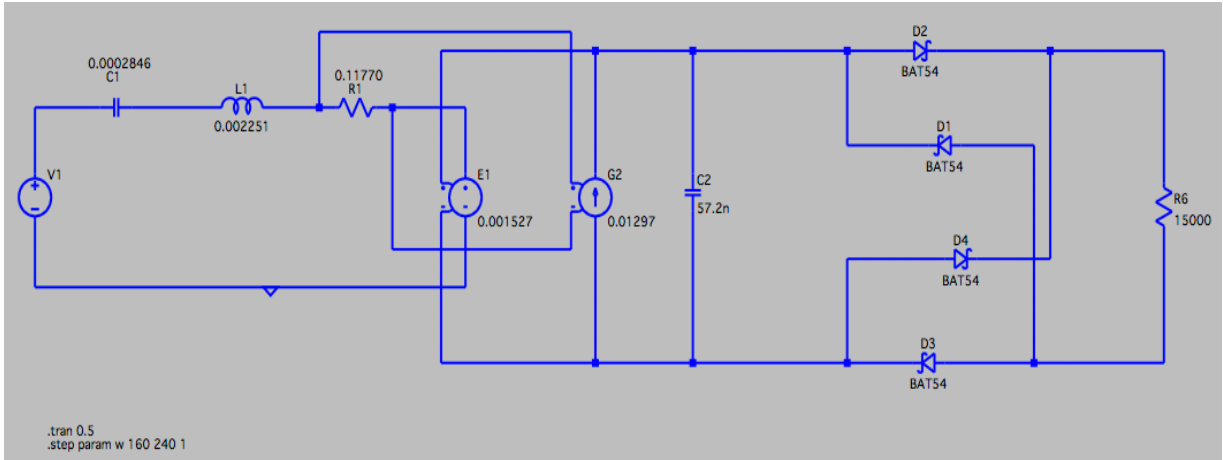 0.0002846
C1
L1
0.002251
0.11770
R1
V1
E1
0.001527
G2
0.01297
C2
57.2n
D2
BAT54
D1
BAT54
D4
BAT54
D3
BAT54
R6
15000
.tran 0.5
.step param w 160 240 1